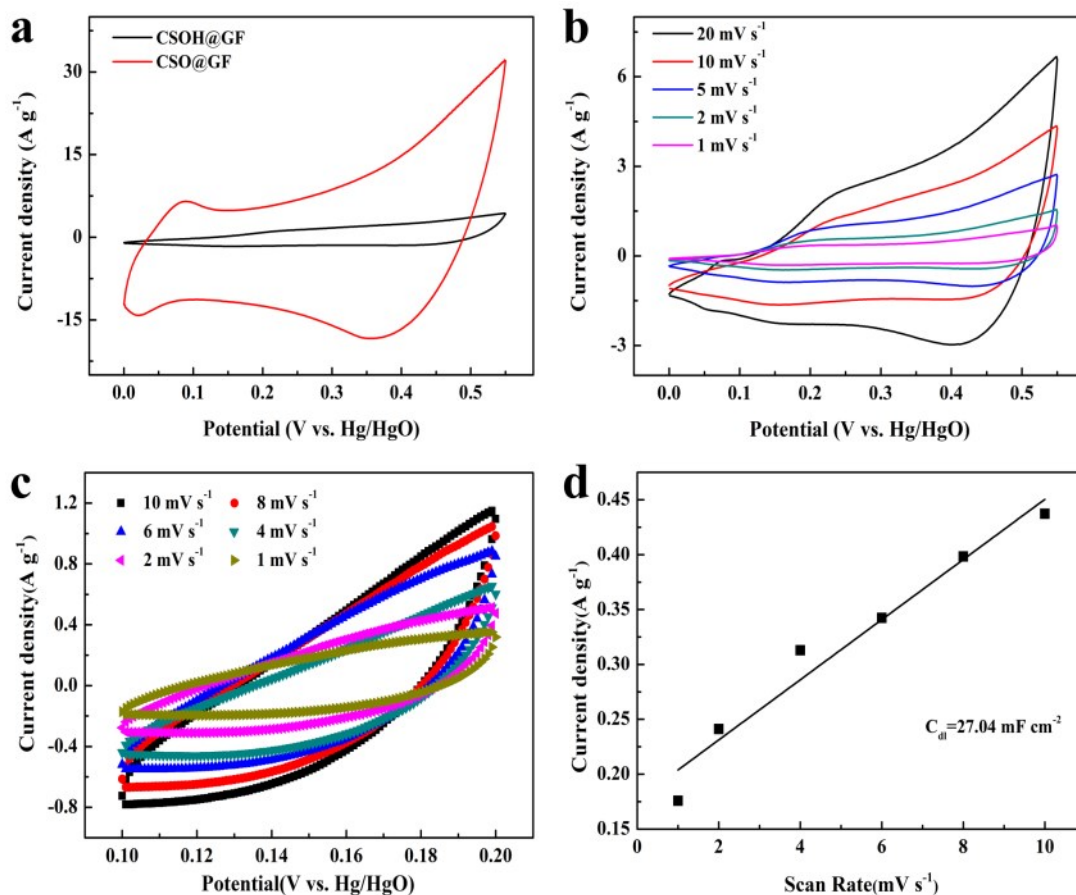 a
CSOH@GF
CSO@GF
Current density (A g⁻¹)
30
15
0
-15
0.0 0.1 0.2 0.3 0.4 0.5
Potential (V vs. Hg/HgO)
b
20 mV s⁻¹
10 mV s⁻¹
5 mV s⁻¹
2 mV s⁻¹
1 mV s⁻¹
Current density (A g⁻¹)
6
3
0
-3
0.0 0.1 0.2 0.3 0.4 0.5
Potential (V vs. Hg/HgO)
c
10 mV s⁻¹ 8 mV s⁻¹
6 mV s⁻¹ 4 mV s⁻¹
2 mV s⁻¹ 1 mV s⁻¹
Current density(A g⁻¹)
1.2
0.8
0.4
0.0
-0.4
-0.8
0.10 0.12 0.14 0.16 0.18 0.20
Potential(V vs. Hg/HgO)
d
Current density(A g⁻¹)
0.45
0.40
0.35
0.30
0.25
0.20
0.15
C_dl=27.04 mF cm⁻²
0 2 4 6 8 10
Scan Rate(mV s⁻¹)